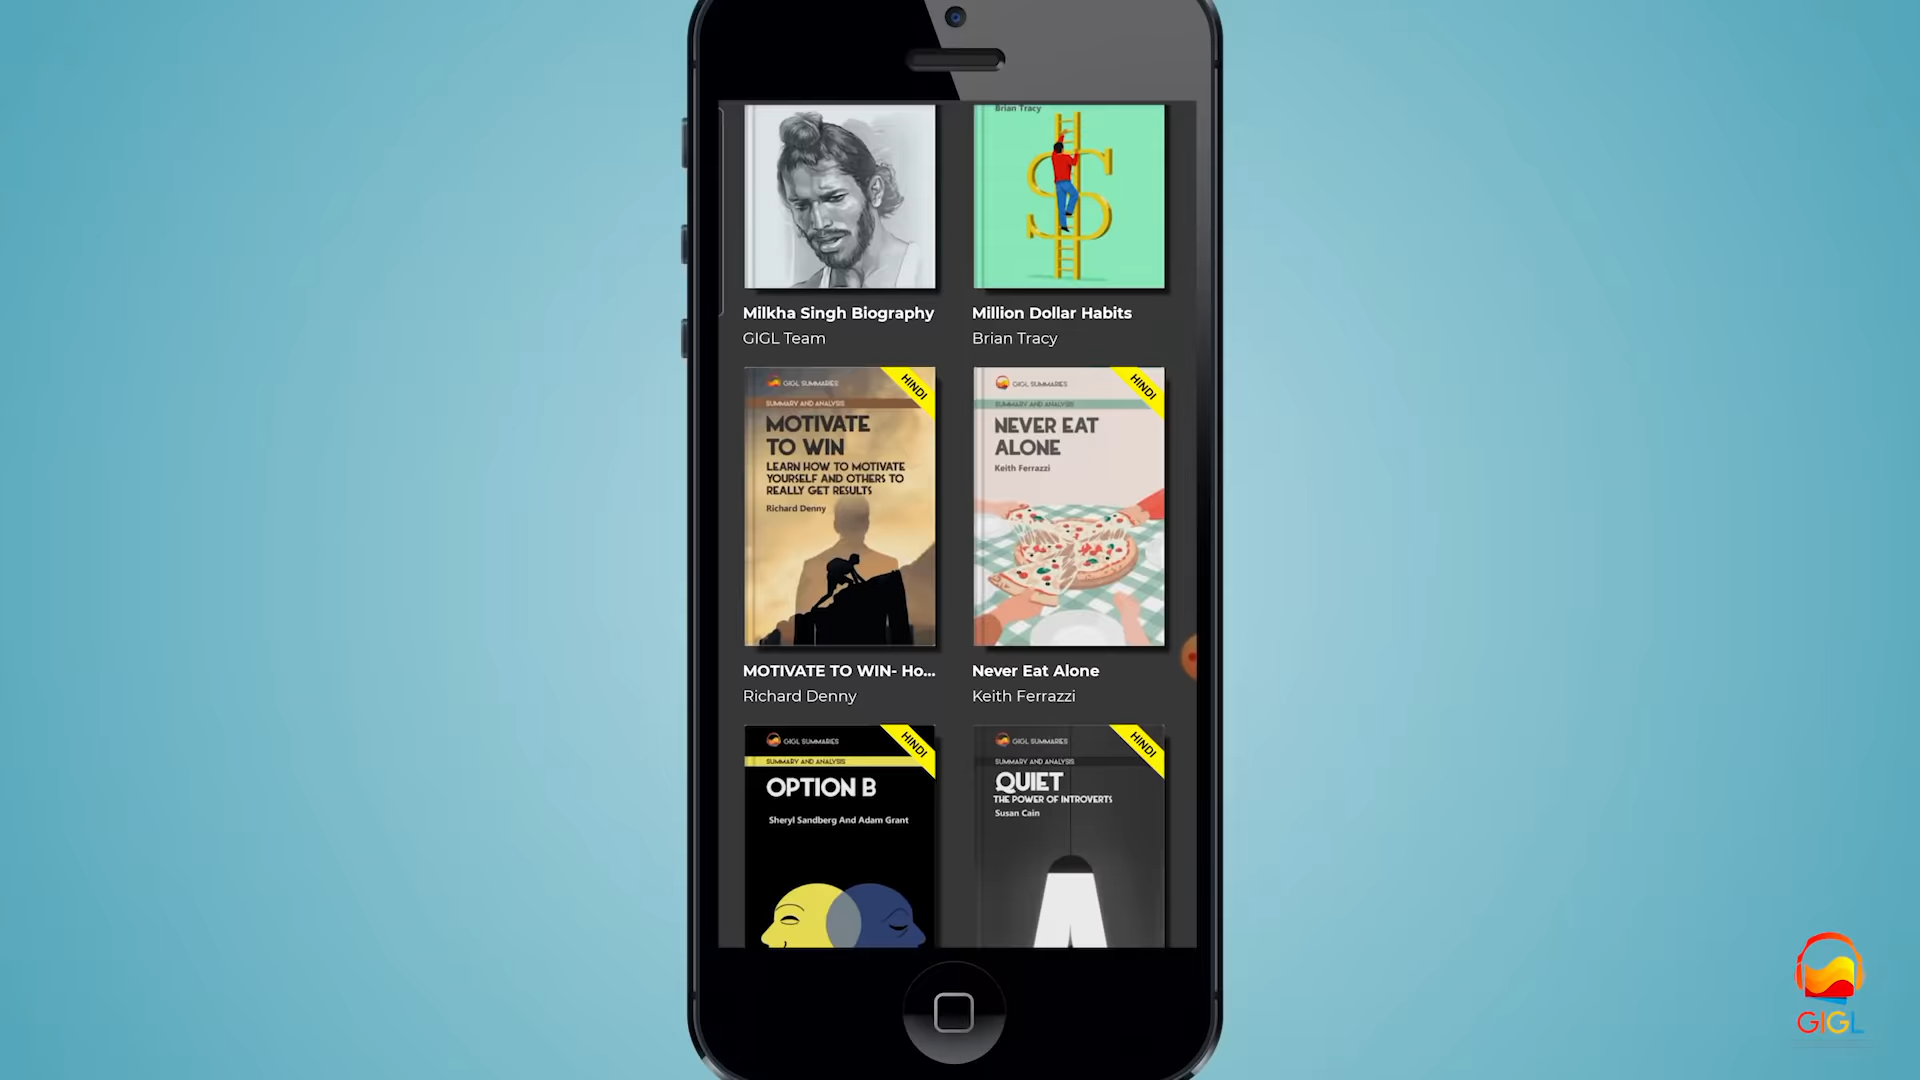 Brian Tracy
Milkha Singh Biography
GIGL Team
Million Dollar Habits
Brian Tracy
GIGL SUMMARIES
HINDI
SUMMARY AND ANALYSIS
MOTIVATE
TO WIN
LEARN HOW TO MOTIVATE
YOURSELF AND OTHERS TO
REALLY GET RESULTS
Richard Denny
GIGL SUMMARIES
HINDI
SUMMARY AND ANALYSIS
NEVER EAT
ALONE
Keith Ferrazzi
MOTIVATE TO WIN- Ho...
Richard Denny
Never Eat Alone
Keith Ferrazzi
GIGL SUMMARIES
HINDI
SUMMARY AND ANALYSIS
OPTION B
Sheryl Sandberg And Adam Grant
GIGL SUMMARIES
HINDI
SUMMARY AND ANALYSIS
QUIET
THE POWER OF INTROVERTS
Susan Cain
GIGL